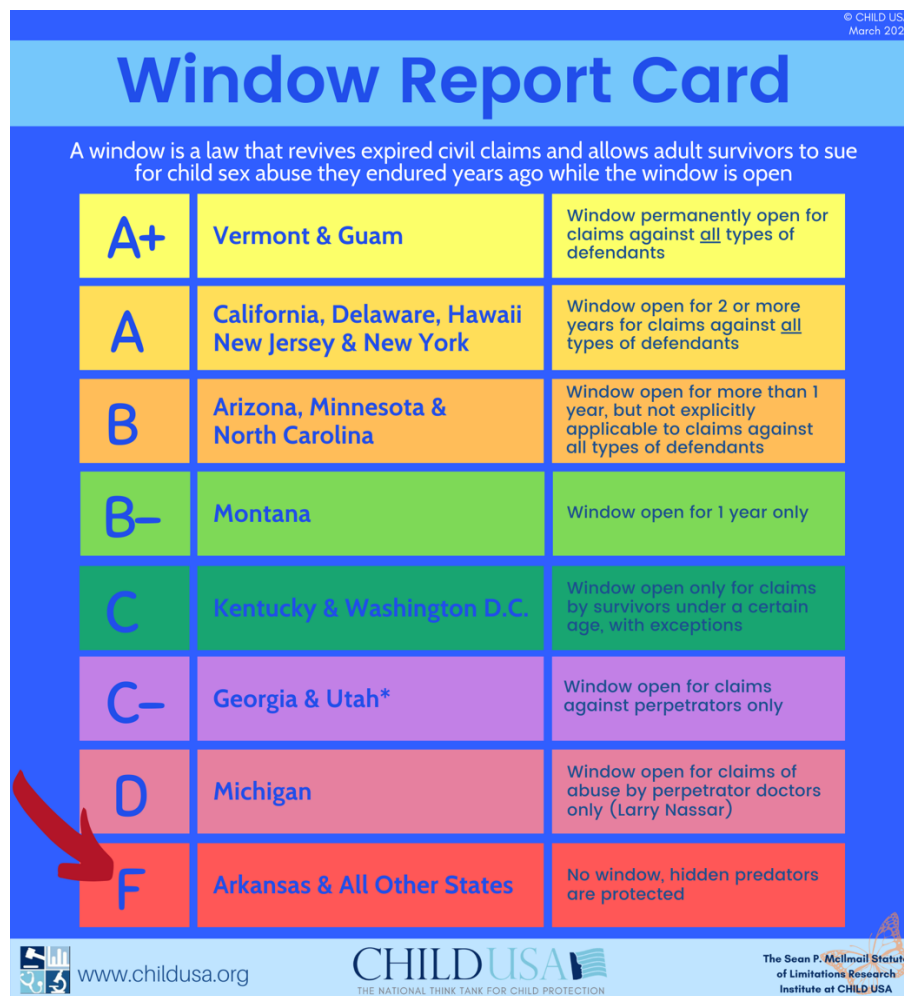 © CHILD USA
March 202
Window Report Card
A window is a law that revives expired civil claims and allows adult survivors to sue
for child sex abuse they endured years ago while the window is open
A+
Vermont & Guam
Window permanently open for
claims against all types of
defendants
A
California, Delaware, Hawaii
New Jersey & New York
Window open for 2 or more
years for claims against all
types of defendants
B
Arizona, Minnesota &
North Carolina
Window open for more than 1
year, but not explicitly
applicable to claims against
all types of defendants
B-
Montana
Window open for 1 year only
C
Kentucky & Washington D.C.
Window open only for claims
by survivors under a certain
age, with exceptions
C-
Georgia & Utah*
Window open for claims
against perpetrators only
D
Michigan
Window open for claims of
abuse by perpetrator doctors
only (Larry Nassar)
F
Arkansas & All Other States
No window, hidden predators
are protected
www.childusa.org
CHILDUSA
THE NATIONAL THINK TANK FOR CHILD PROTECTION
The Sean P. McIlmail Statut
of Limitations Research
Institute at CHILD USA